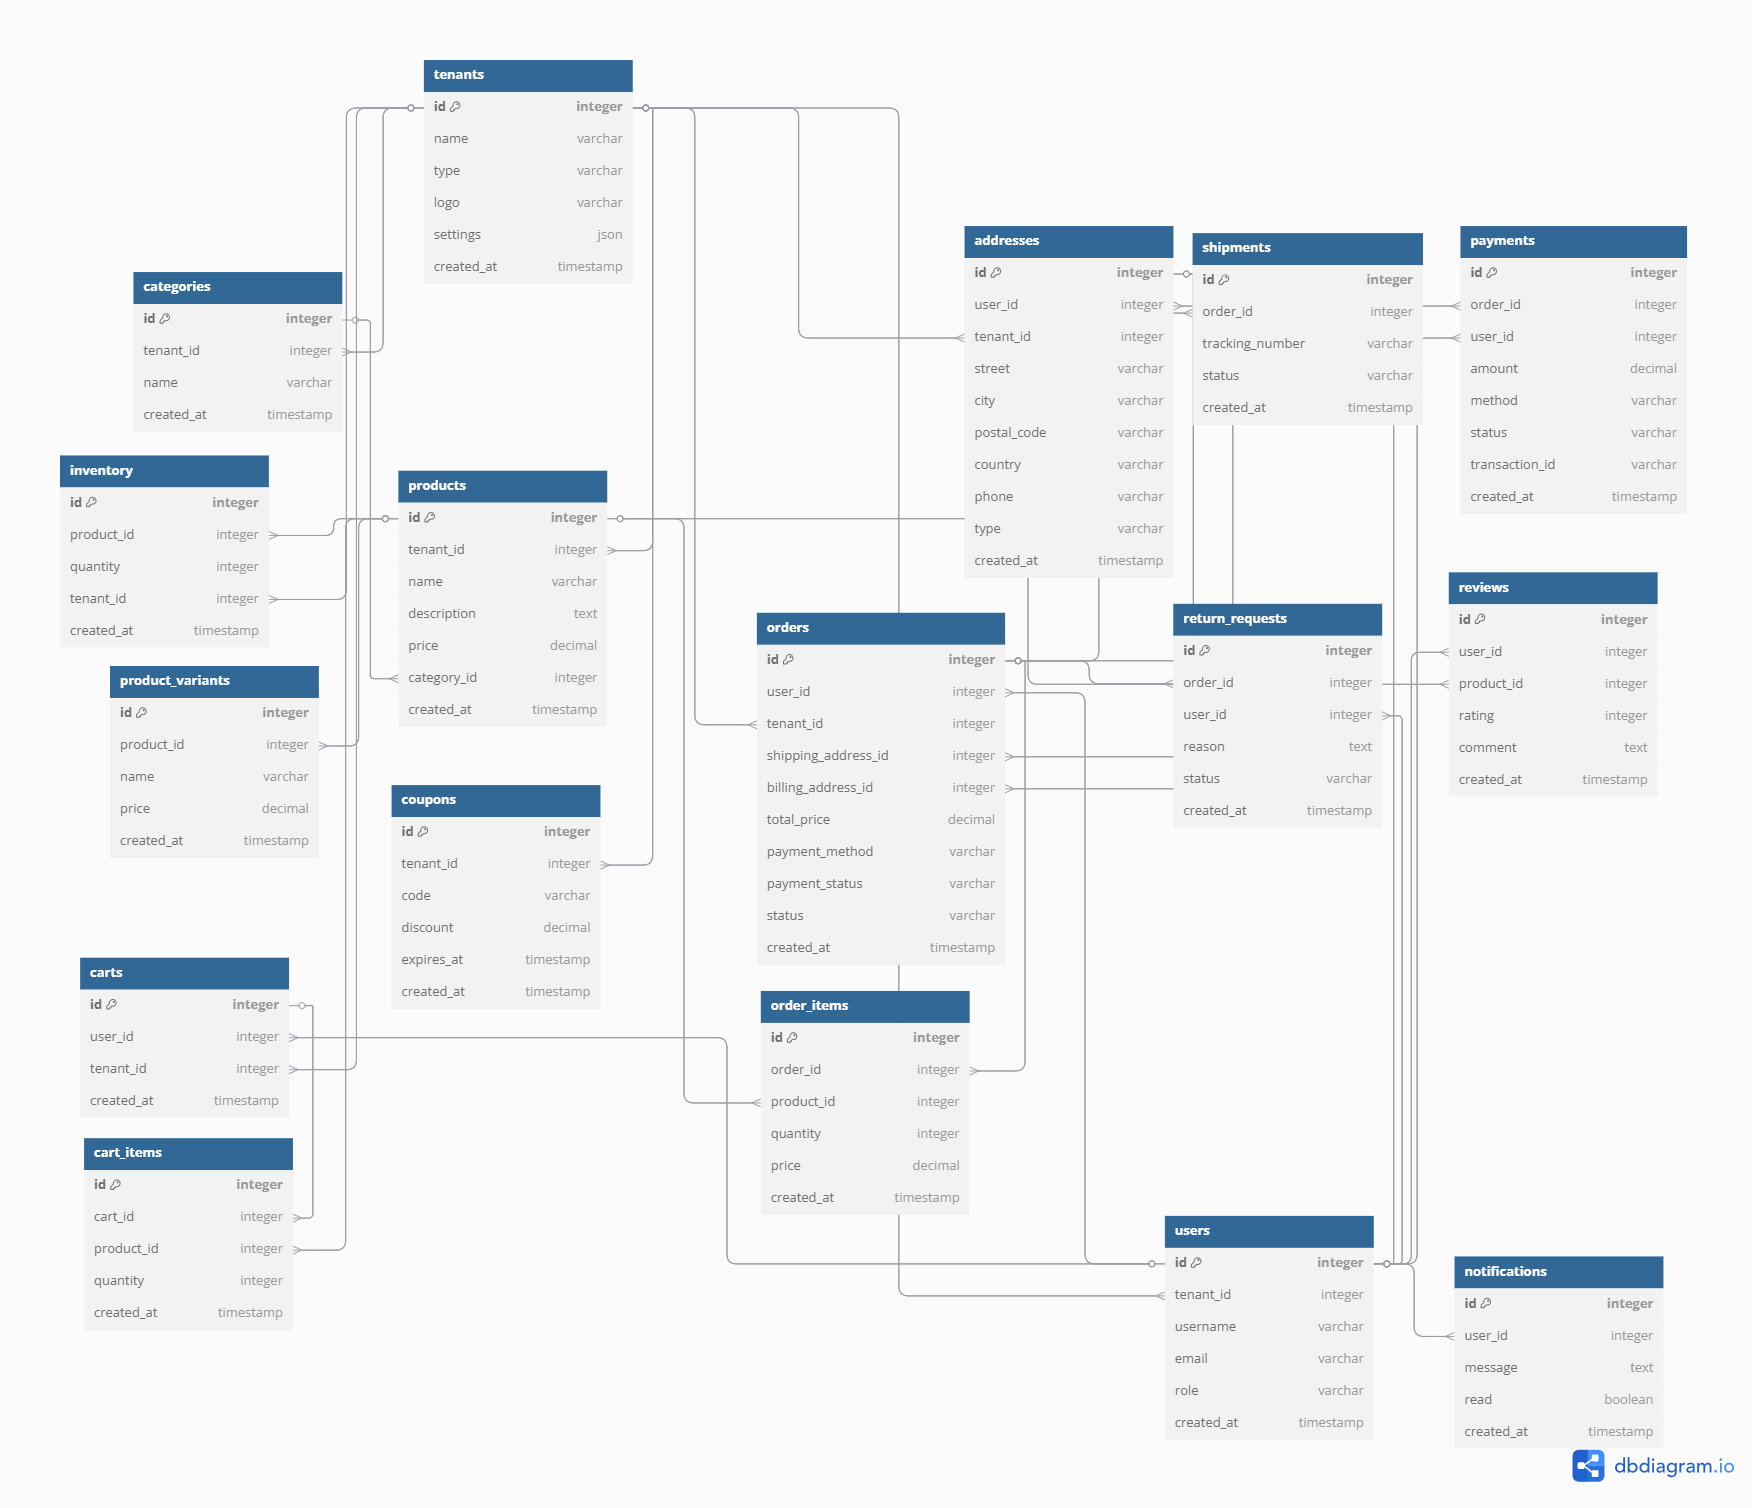 tenants
id integer
name varchar
type varchar
logo varchar
settings json
created_at timestamp
addresses
id integer
user_id integer
tenant_id integer
street varchar
city varchar
postal_code varchar
country varchar
phone varchar
type varchar
created_at timestamp
shipments
id integer
order_id integer
tracking_number varchar
status varchar
created_at timestamp
payments
id integer
order_id integer
user_id integer
amount decimal
method varchar
status varchar
transaction_id varchar
created_at timestamp
categories
id integer
tenant_id integer
name varchar
created_at timestamp
inventory
id integer
product_id integer
quantity integer
tenant_id integer
created_at timestamp
products
id integer
tenant_id integer
name varchar
description text
price decimal
category_id integer
created_at timestamp
product_variants
id integer
product_id integer
name varchar
price decimal
created_at timestamp
orders
id integer
user_id integer
tenant_id integer
shipping_address_id integer
billing_address_id integer
total_price decimal
payment_method varchar
payment_status varchar
status varchar
created_at timestamp
return_requests
id integer
order_id integer
user_id integer
reason text
status varchar
created_at timestamp
reviews
id integer
user_id integer
product_id integer
rating integer
comment text
created_at timestamp
coupons
id integer
tenant_id integer
code varchar
discount decimal
expires_at timestamp
created_at timestamp
carts
id integer
user_id integer
tenant_id integer
created_at timestamp
order_items
id integer
order_id integer
product_id integer
quantity integer
price decimal
created_at timestamp
cart_items
id integer
cart_id integer
product_id integer
quantity integer
created_at timestamp
users
id integer
tenant_id integer
username varchar
email varchar
role varchar
created_at timestamp
notifications
id integer
user_id integer
message text
read boolean
created_at timestamp
dbdiagram.io